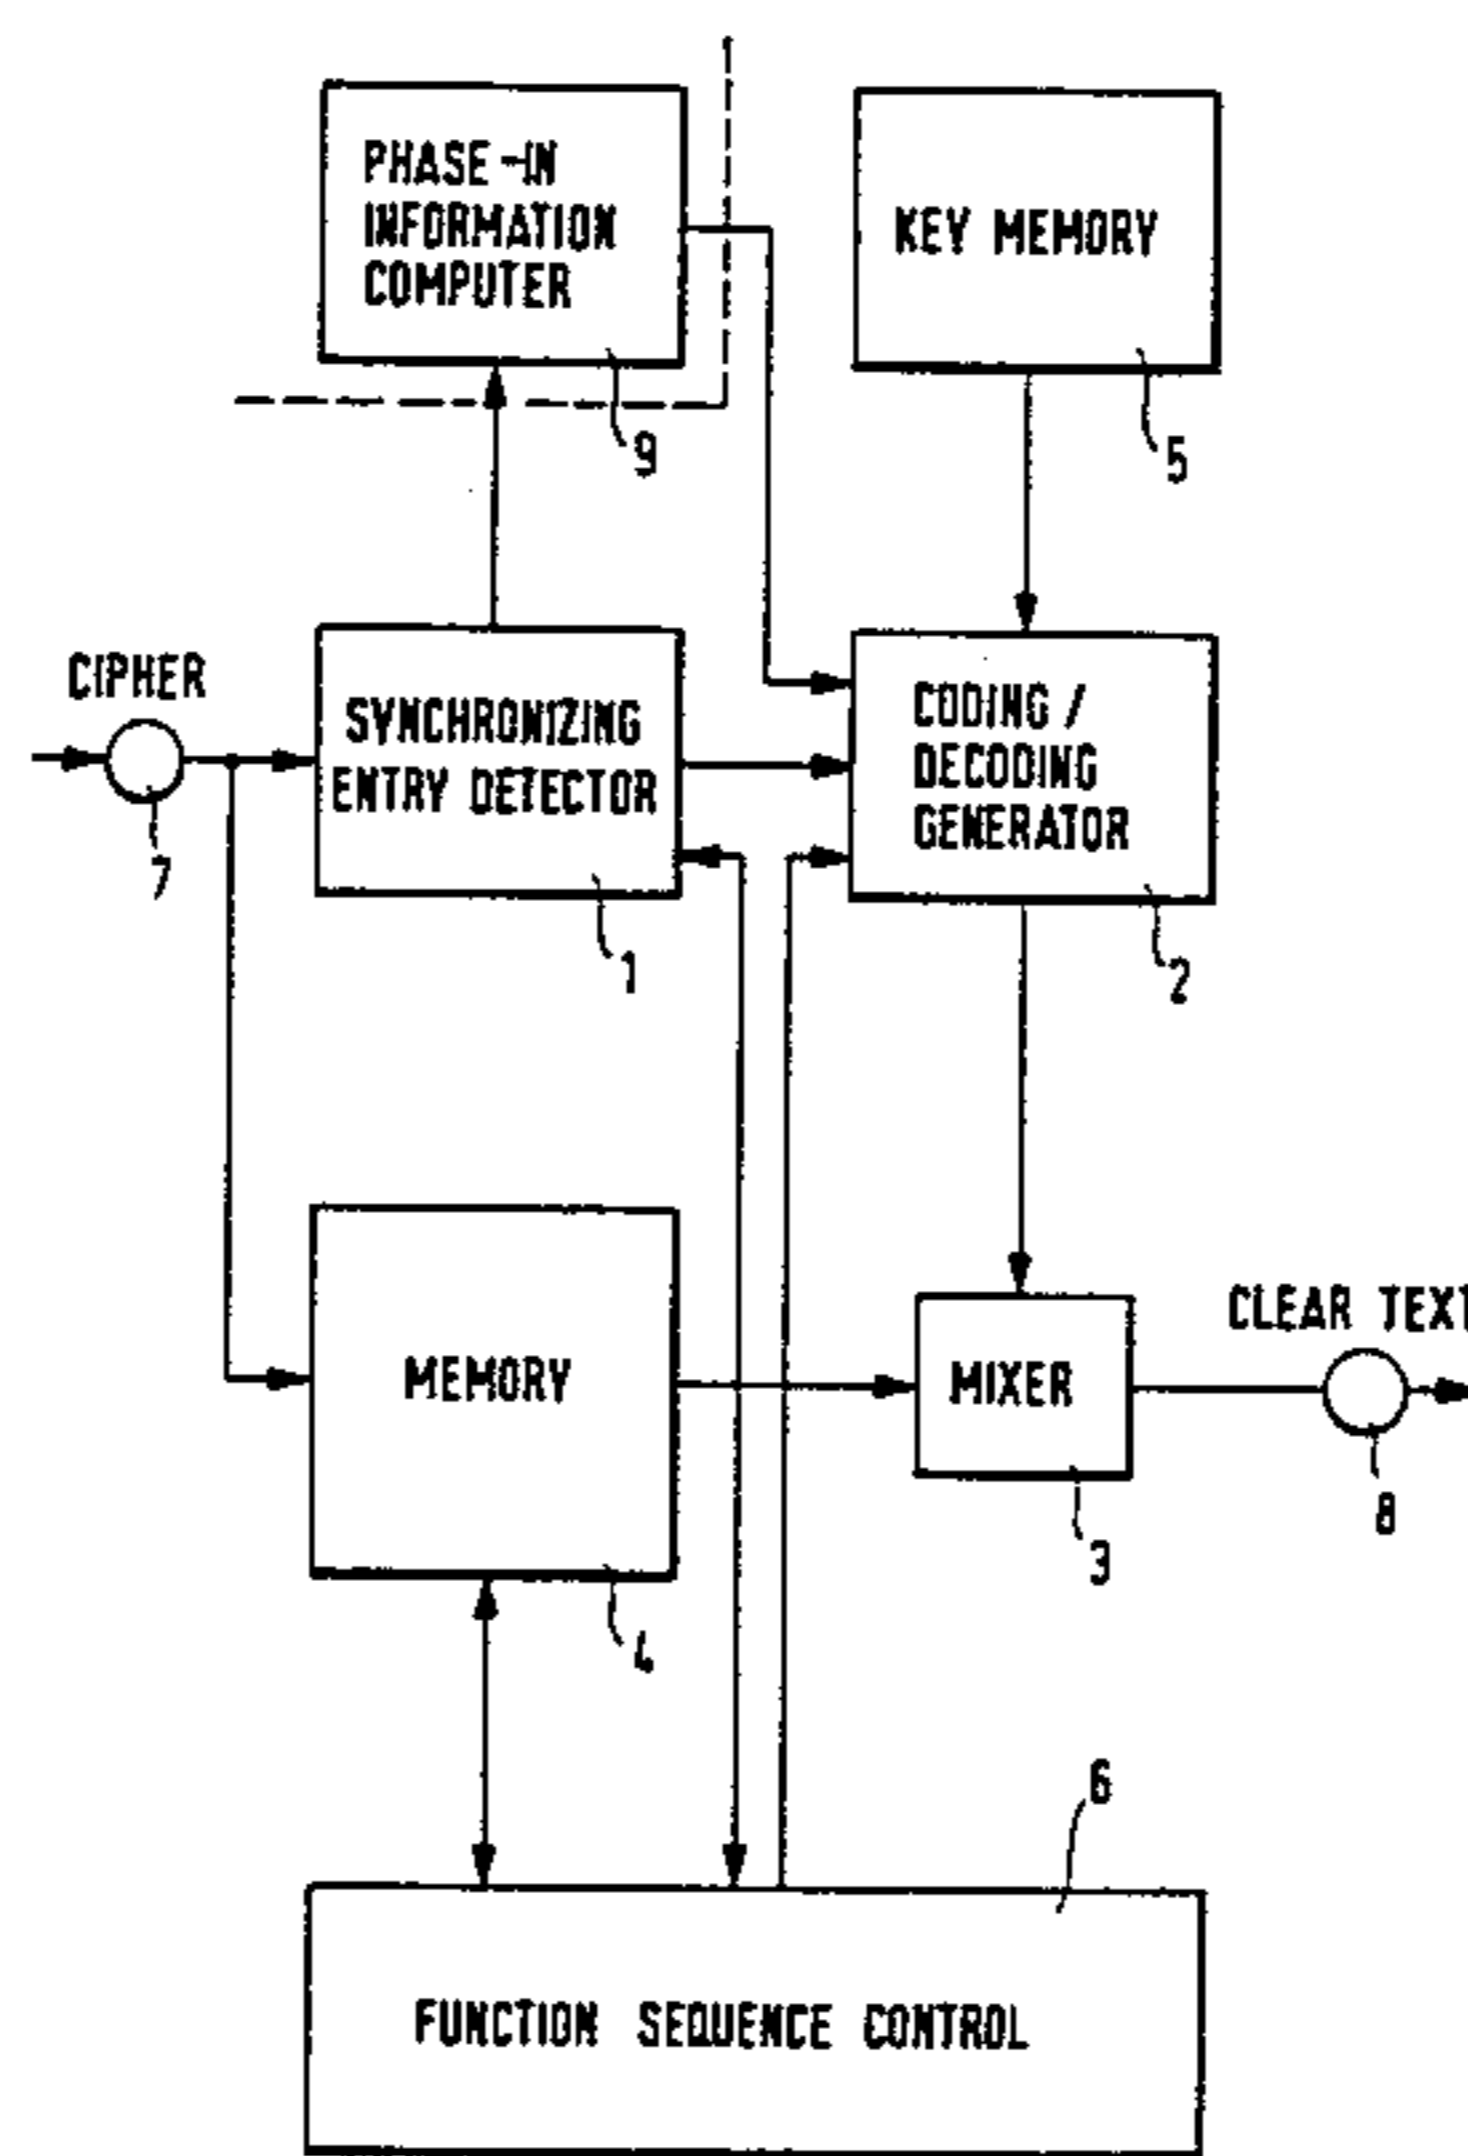 PHASE-IN
INFORMATION
COMPUTER
KEY MEMORY
9
5
CIPHER
SYNCHRONIZING
ENTRY DETECTOR
CODING /
DECODING
GENERATOR
7
1
2
MEMORY
MIXER
CLEAR TEXT
8
3
4
6
FUNCTION SEQUENCE CONTROL